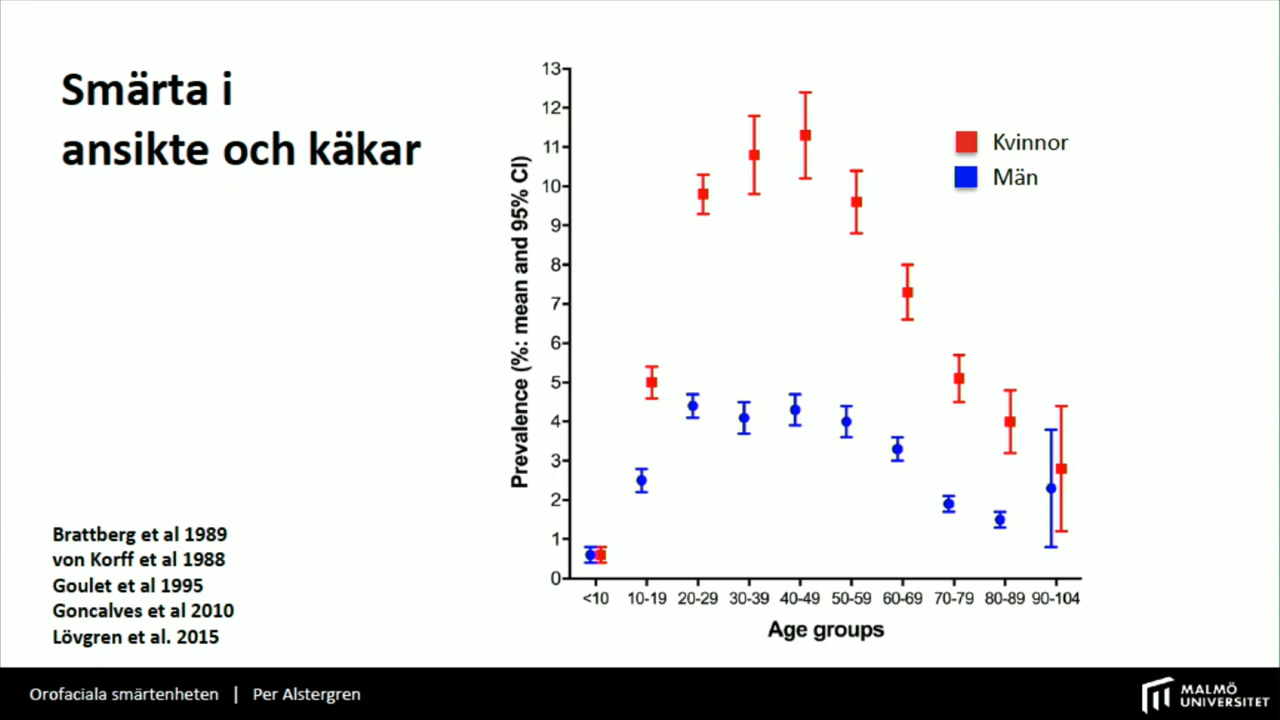 Smärta i
ansikte och käkar
Prevalence (%: mean and 95% CI)
13
12
11
10
9
8
7
6
5
4
3
2
1
0
<10 10-19 20-29 30-39 40-49 50-59 60-69 70-79 80-89 90-104
Age groups
Kvinnor
Män
Brattberg et al 1989
von Korff et al 1988
Goulet et al 1995
Goncalves et al 2010
Lövgren et al. 2015
Orofaciala smärtenheten | Per Alstergren
MALMÖ
UNIVERSITET